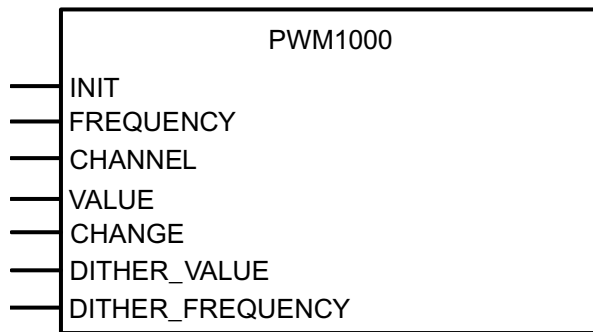 PWM1000
INIT
FREQUENCY
CHANNEL
VALUE
CHANGE
DITHER_VALUE
DITHER_FREQUENCY